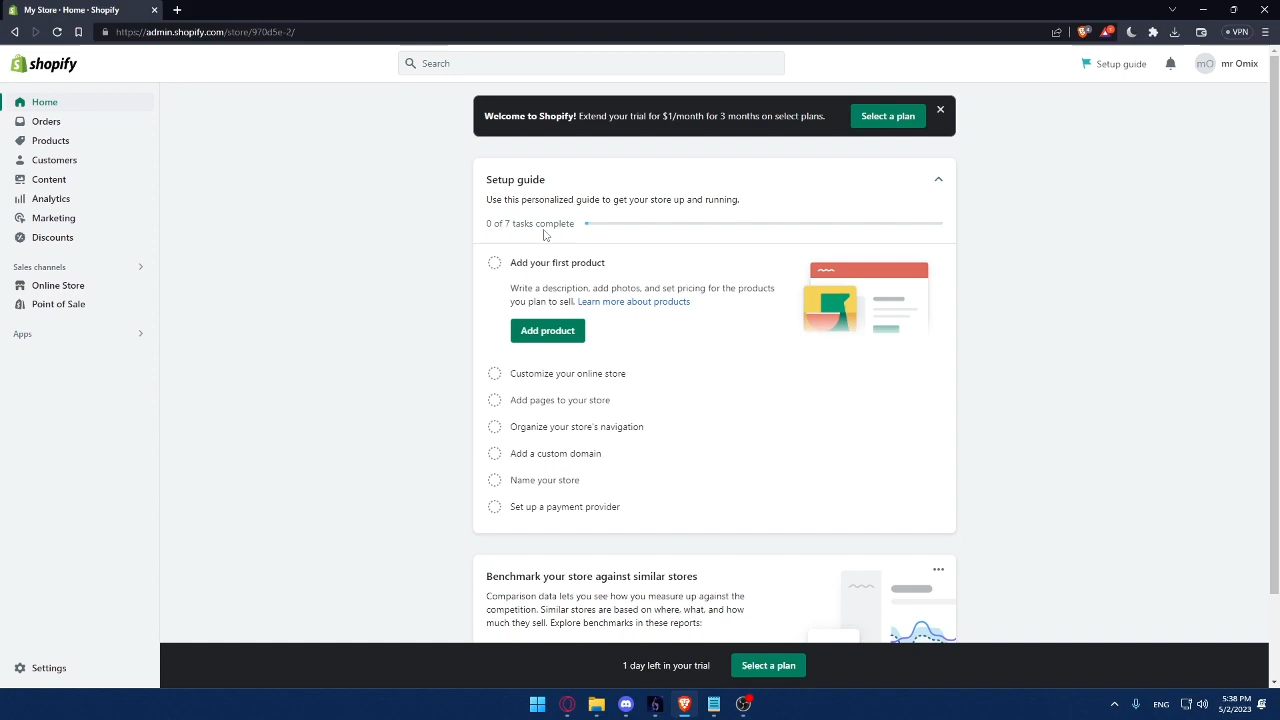 My Store · Home · Shopify
https://admin.shopify.com/store/970d5e-2/
VPN
shopify
Search
Setup guide
mO
mr Omix
Home
Orders
Products
Customers
Content
Analytics
Marketing
Discounts
Sales channels
Online Store
Point of Sale
Apps
Settings
Welcome to Shopify! Extend your trial for $1/month for 3 months on select plans.
Select a plan
Setup guide
Use this personalized guide to get your store up and running.
0 of 7 tasks complete
Add your first product
Write a description, add photos, and set pricing for the products
you plan to sell. Learn more about products
Add product
Customize your online store
Add pages to your store
Organize your store's navigation
Add a custom domain
Name your store
Set up a payment provider
Benchmark your store against similar stores
Comparison data lets you see how you measure up against the
competition. Similar stores are based on where, what, and how
much they sell. Explore benchmarks in these reports:
1 day left in your trial
Select a plan
ENG
5:38 PM
5/2/2023